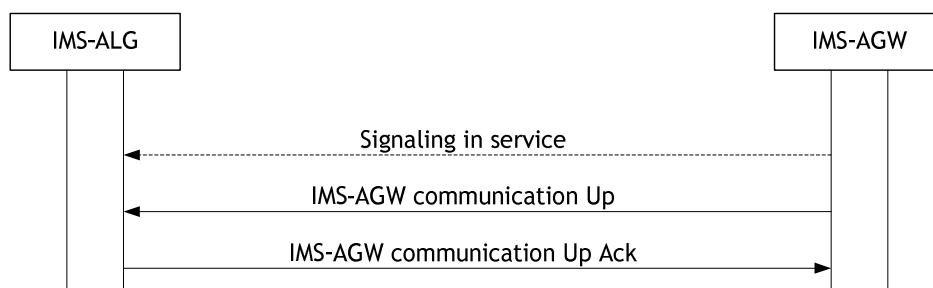 IMS-ALG
IMS-AGW
Signaling in service
IMS-AGW communication Up
IMS-AGW communication Up Ack